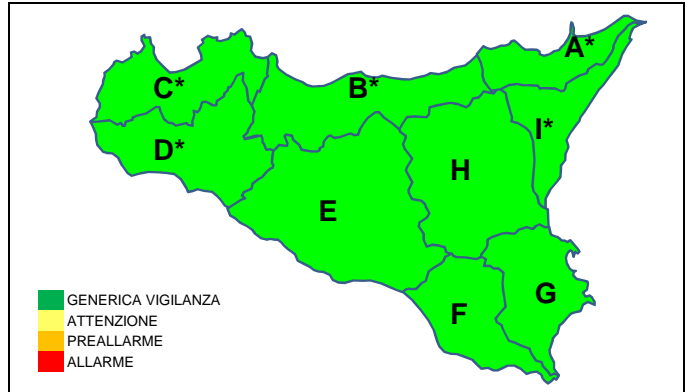 A*
C*
B*
I*
D*
H
E
G
F
GENERICA VIGILANZA
ATTENZIONE
PREALLARME
ALLARME